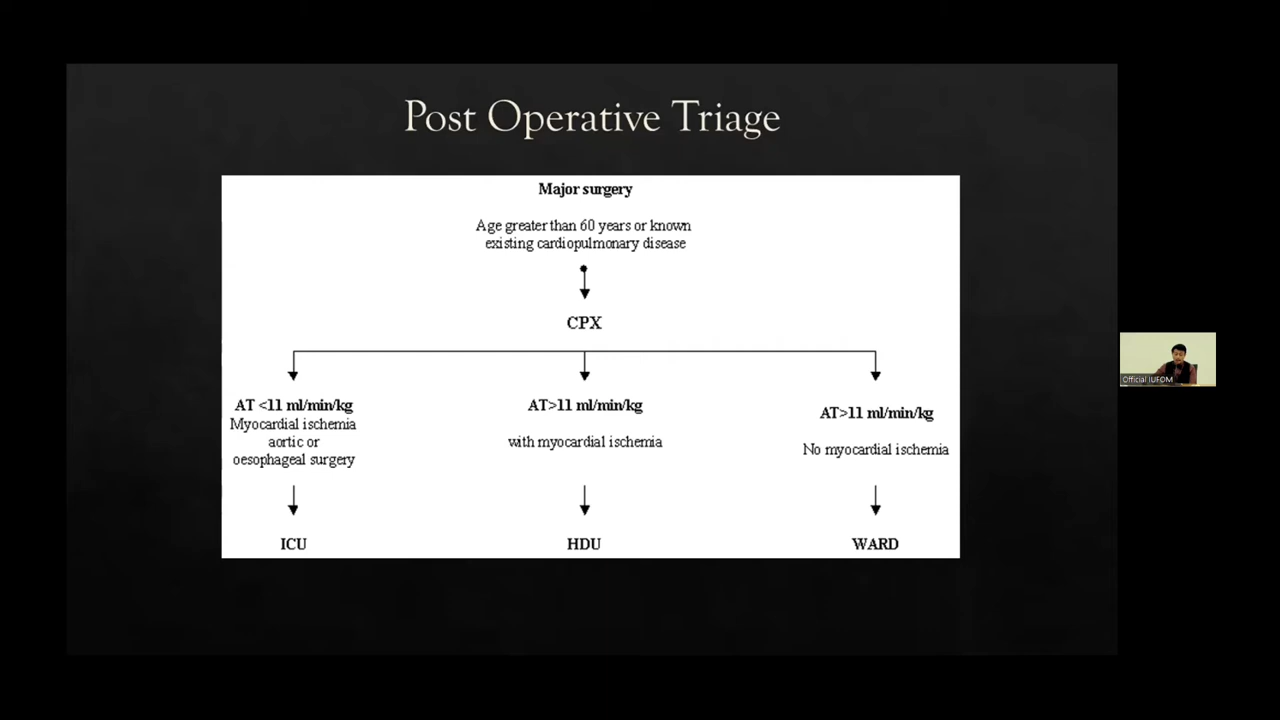 Post Operative Triage
Major surgery
Age greater than 60 years or known
existing cardiopulmonary disease
CPX
AT <11 ml/min/kg
Myocardial ischemia
aortic or
oesophageal surgery
ICU
AT>11 ml/min/kg
with myocardial ischemia
HDU
AT>11 ml/min/kg
No myocardial ischemia
WARD
Official IUFOM